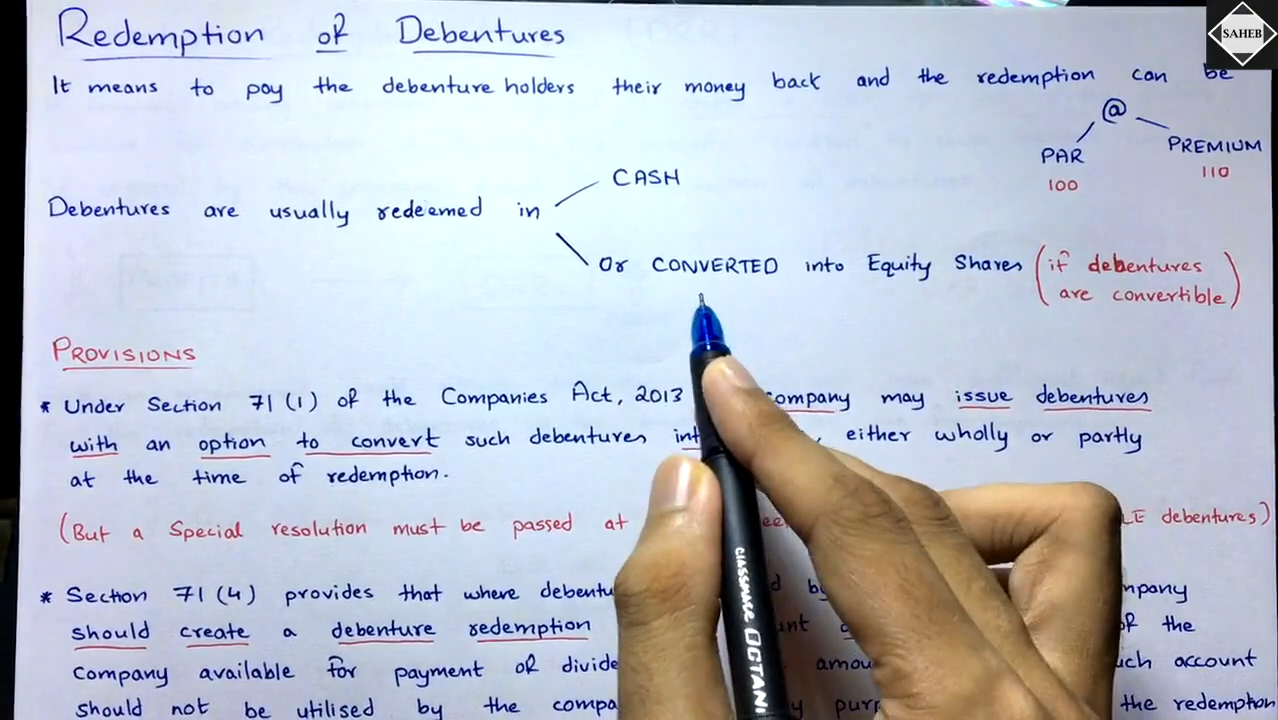 SAHEB
Redemption of Debentures
It means to pay the debenture holders their money back and the redemption can be
@
PAR PREMIUM
100 110
CASH
Debentures are usually redeemed in
Or CONVERTED into Equity Shares (if debentures
are convertible)
PROVISIONS
* Under Section 71 (1) of the Companies Act, 2013 company may issue debentures
with an option to convert such debentures either wholly or partly
at the time of redemption.
(But a Special resolution must be passed at debentures)
* Section 71 (4) provides that where
should create a debenture redemption of the
company available for payment of such account
should not be utilised by the the redemption
classmate OCTANE